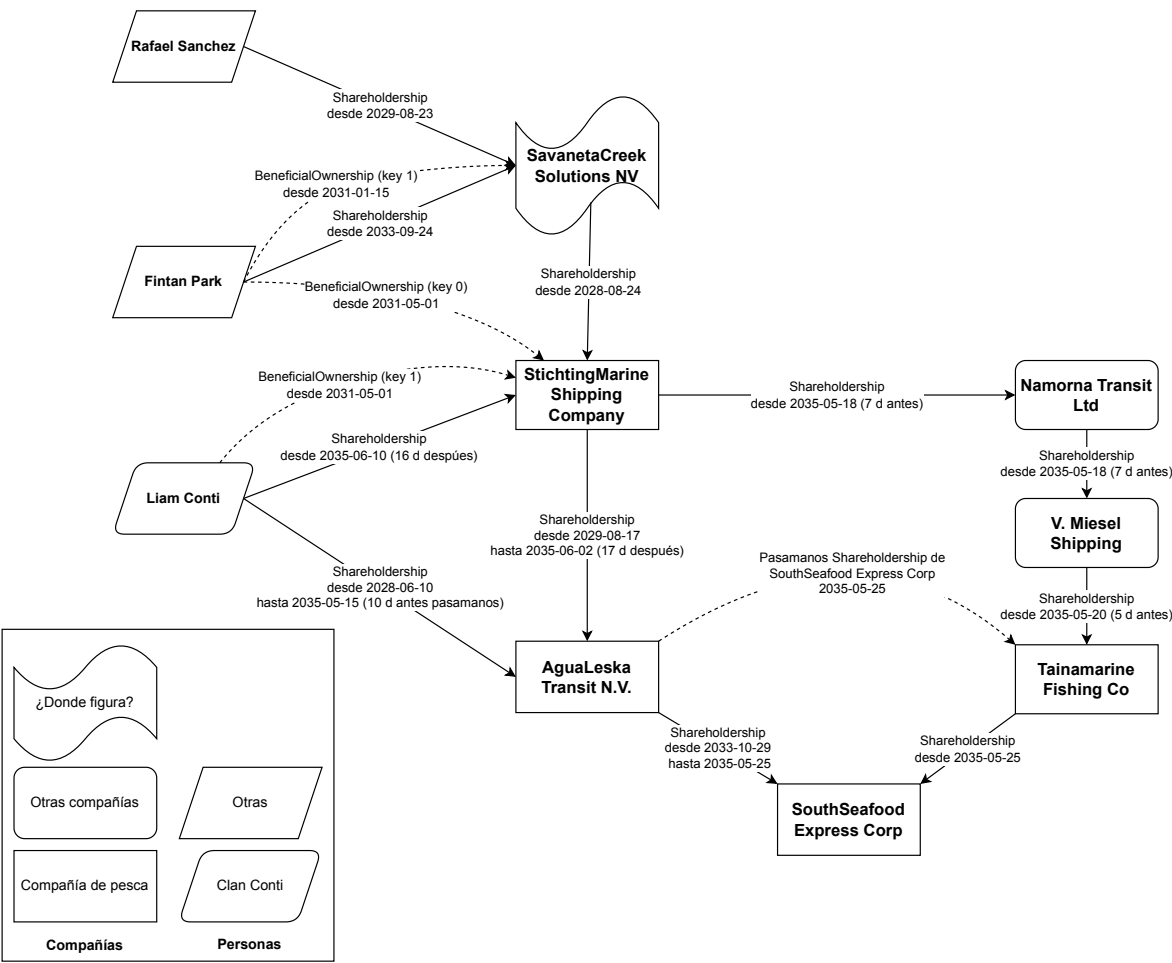 Rafael Sanchez
Shareholdership
desde 2029-08-23
SavanetaCreek
Solutions NV
BeneficialOwnership (key 1)
desde 2031-01-15
Shareholdership
desde 2033-09-24
Fintan Park
BeneficialOwnership (key 0)
desde 2031-05-01
Shareholdership
desde 2028-08-24
BeneficialOwnership (key 1)
desde 2031-05-01
StichtingMarine
Shipping
Company
Shareholdership
desde 2035-05-18 (7 d antes)
Namorna Transit
Ltd
Shareholdership
desde 2035-06-10 (16 d despúes)
Shareholdership
desde 2035-05-18 (7 d antes)
Liam Conti
V. Miesel
Shipping
Shareholdership
desde 2029-08-17
hasta 2035-06-02 (17 d después)
Pasamanos Shareholdership de
SouthSeafood Express Corp
2035-05-25
Shareholdership
desde 2028-06-10
hasta 2035-05-15 (10 d antes pasamanos)
Shareholdership
desde 2035-05-20 (5 d antes)
AguaLeska
Transit N.V.
Tainamarine
Fishing Co
Shareholdership
desde 2033-10-29
hasta 2035-05-25
Shareholdership
desde 2035-05-25
SouthSeafood
Express Corp
¿Donde figura?
Otras compañías
Otras
Compañía de pesca
Clan Conti
Compañías
Personas